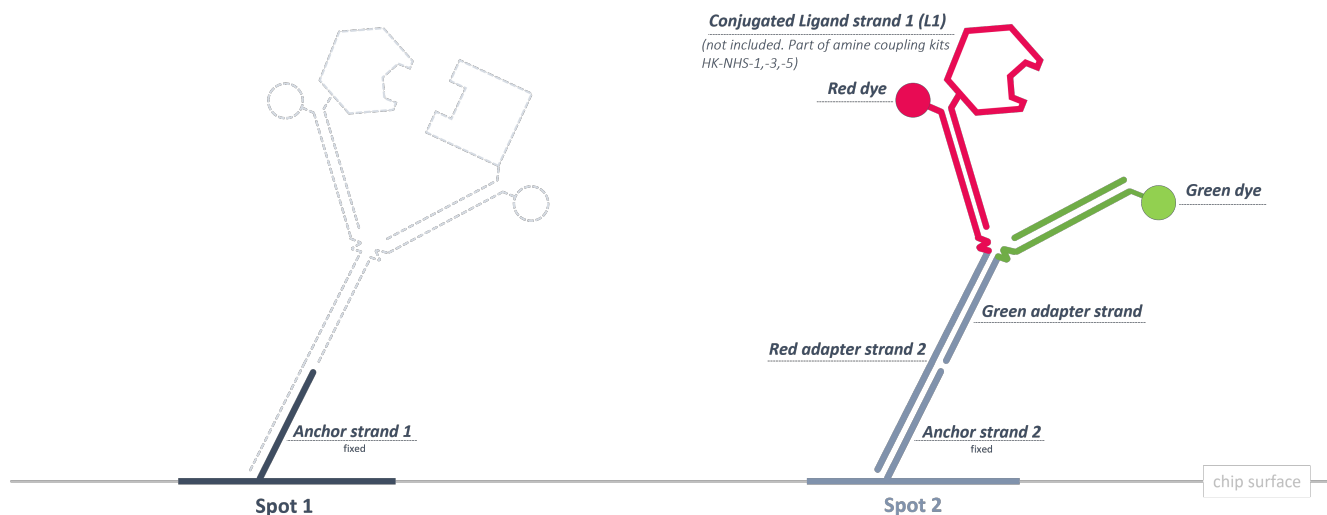 Conjugated Ligand strand 1 (L1)
(not included. Part of amine coupling kits
HK-NHS-1,-3,-5)
Red dye
Green dye
Green adapter strand
Red adapter strand 2
Anchor strand 1
fixed
Anchor strand 2
fixed
chip surface
Spot 1
Spot 2